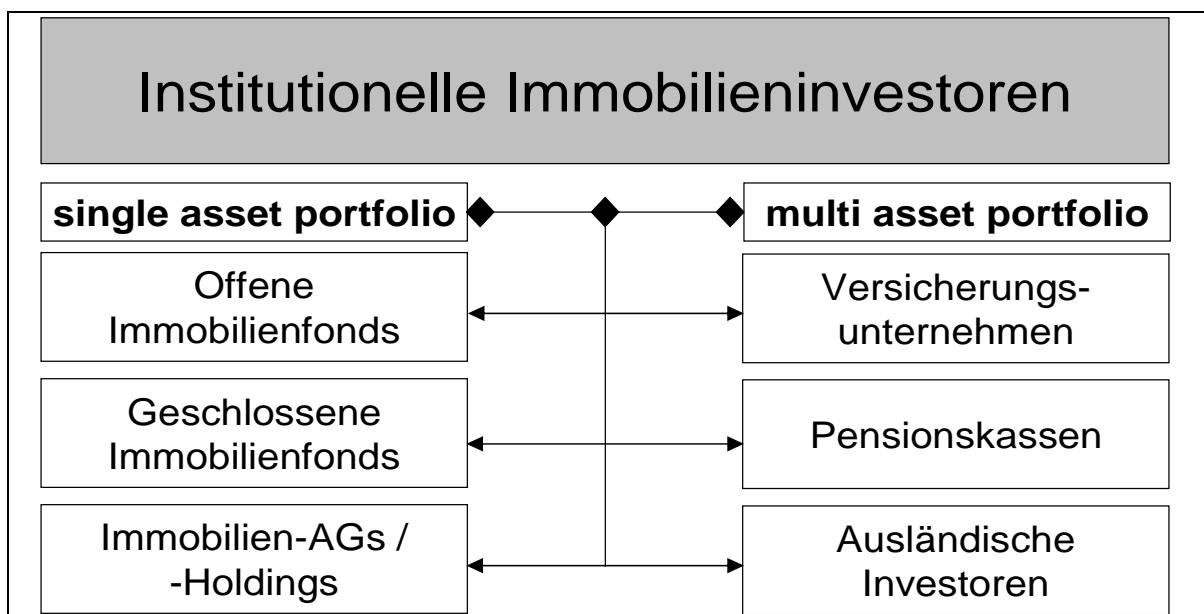 Institutionelle Immobilieninvestoren
single asset portfolio
multi asset portfolio
Offene
Immobilienfonds
Versicherungs-
unternehmen
Geschlossene
Immobilienfonds
Pensionskassen
Immobilien-AGs /
-Holdings
Ausländische
Investoren